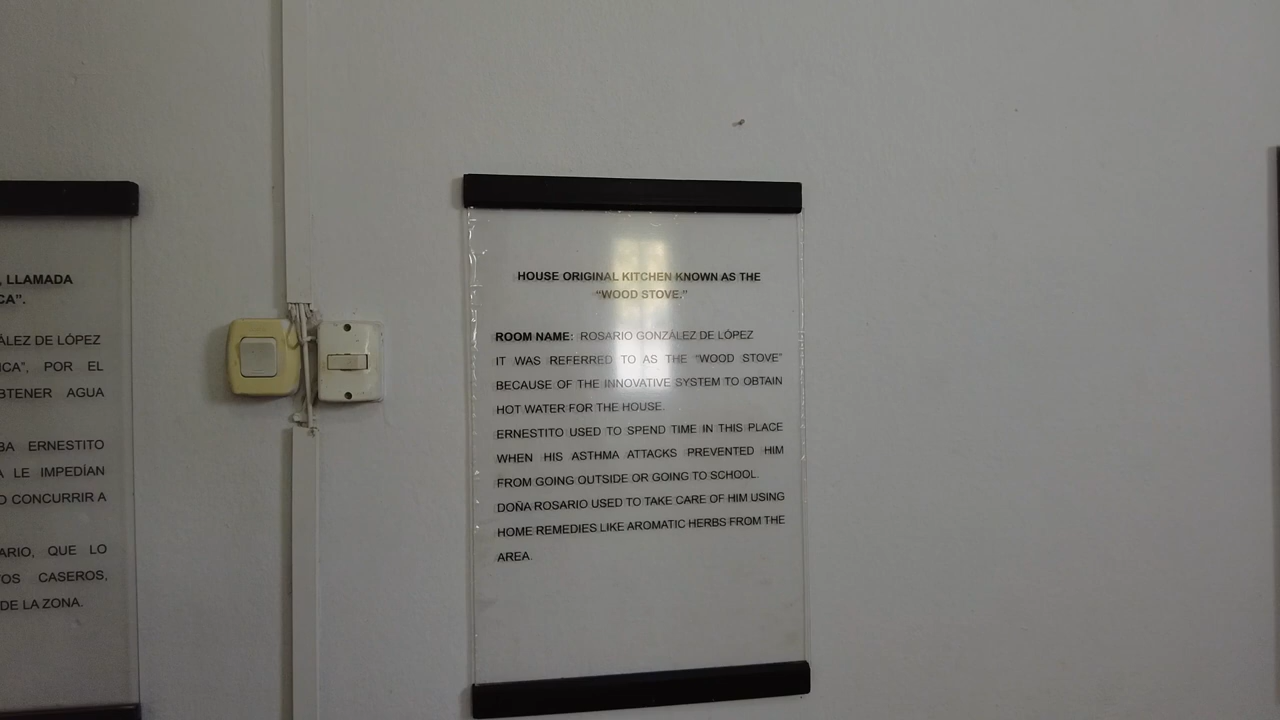 , LLAMADA
CA”.
ÁLEZ DE LÓPEZ
ICA”, POR EL
BTENER AGUA
BA ERNESTITO
A LE IMPEDÍAN
O CONCURRIR A
ARIO, QUE LO
TOS CASEROS,
DE LA ZONA.
HOUSE ORIGINAL KITCHEN KNOWN AS THE
“WOOD STOVE.”
ROOM NAME: ROSARIO GONZÁLEZ DE LÓPEZ
IT WAS REFERRED TO AS THE “WOOD STOVE”
BECAUSE OF THE INNOVATIVE SYSTEM TO OBTAIN
HOT WATER FOR THE HOUSE.
ERNESTITO USED TO SPEND TIME IN THIS PLACE
WHEN HIS ASTHMA ATTACKS PREVENTED HIM
FROM GOING OUTSIDE OR GOING TO SCHOOL.
DOÑA ROSARIO USED TO TAKE CARE OF HIM USING
HOME REMEDIES LIKE AROMATIC HERBS FROM THE
AREA.